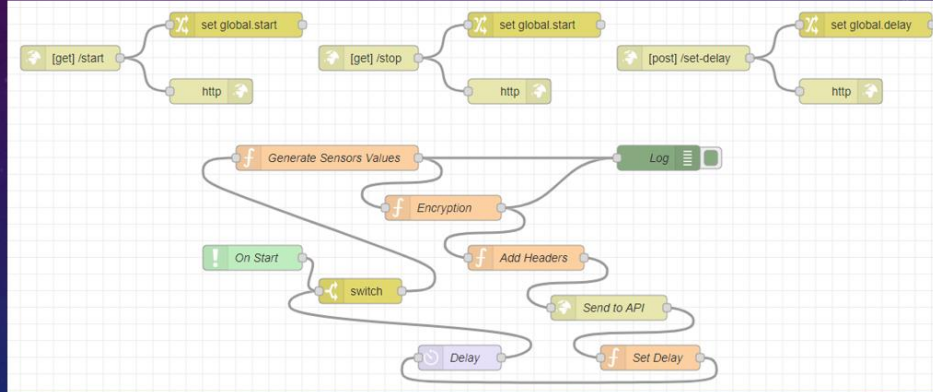 set global.start
set global.start
set global.delay
[get] /start
[get] /stop
[post] /set-delay
http
http
http
Generate Sensors Values
Log
Encryption
On Start
Add Headers
switch
Send to API
Delay
Set Delay